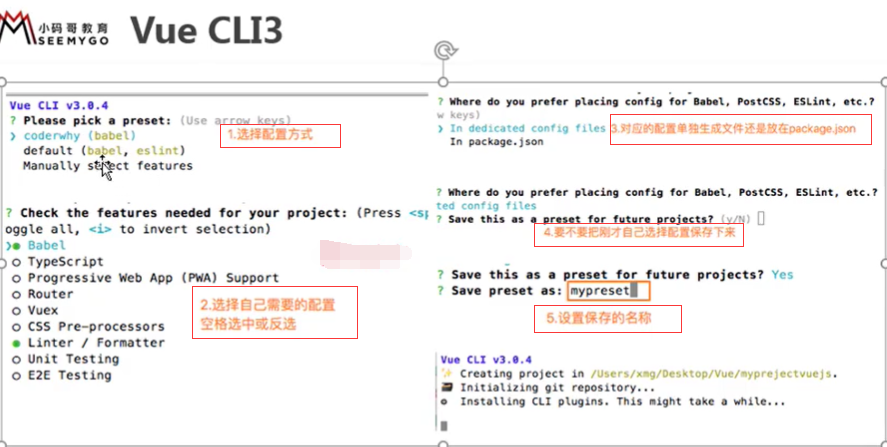 小码哥教育
SEEMYGO
Vue CLI3
Vue CLI v3.0.4
? Please pick a preset: (Use arrow keys)
❯ coderwhy (babel)
default (babel, eslint)
Manually select features
1.选择配置方式
? Check the features needed for your project: (Press <sp
oggle all, <i> to invert selection)
❯● Babel
○ TypeScript
○ Progressive Web App (PWA) Support
○ Router
○ Vuex
○ CSS Pre-processors
● Linter / Formatter
○ Unit Testing
○ E2E Testing
2.选择自己需要的配置
空格选中或反选
? Where do you prefer placing config for Babel, PostCSS, ESLint, etc.?
w keys)
❯ In dedicated config files
In package.json
3.对应的配置单独生成文件还是放在package.json
? Where do you prefer placing config for Babel, PostCSS, ESLint, etc.?
ted config files
? Save this as a preset for future projects? (y/N)
4.要不要把刚才自己选择配置保存下来
? Save this as a preset for future projects? Yes
? Save preset as: mypreset
5.设置保存的名称
Vue CLI v3.0.4
✨ Creating project in /Users/xmg/Desktop/Vue/myprejectvuejs.
🗃 Initializing git repository...
⚙ Installing CLI plugins. This might take a while...